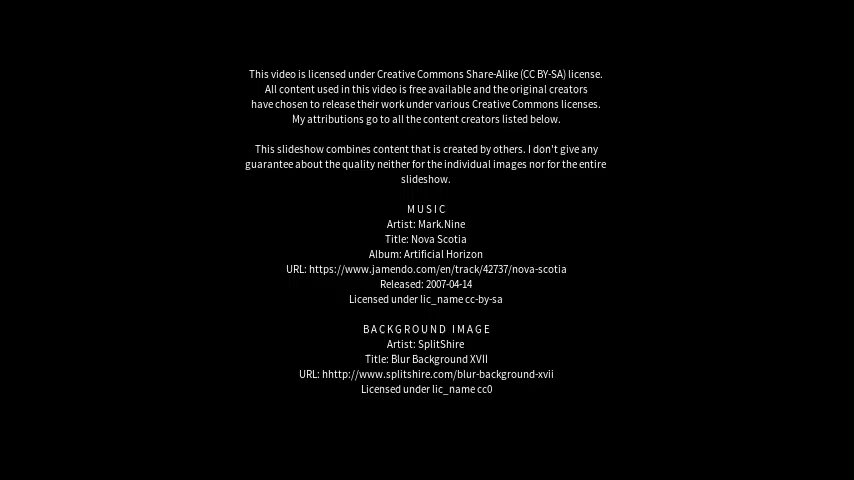 This video is licensed under Creative Commons Share-Alike (CC BY-SA) license.
All content used in this video is free available and the original creators
have chosen to release their work under various Creative Commons licenses.
My attributions go to all the content creators listed below.
This slideshow combines content that is created by others. I don't give any
guarantee about the quality neither for the individual images nor for the entire
slideshow.
MUSIC
Artist: Mark.Nine
Title: Nova Scotia
Album: Artificial Horizon
URL: https://www.jamendo.com/en/track/42737/nova-scotia
Released: 2007-04-14
Licensed under lic_name cc-by-sa
BACKGROUND IMAGE
Artist: SplitShire
Title: Blur Background XVII
URL: hhttp://www.splitshire.com/blur-background-xvii
Licensed under lic_name cc0